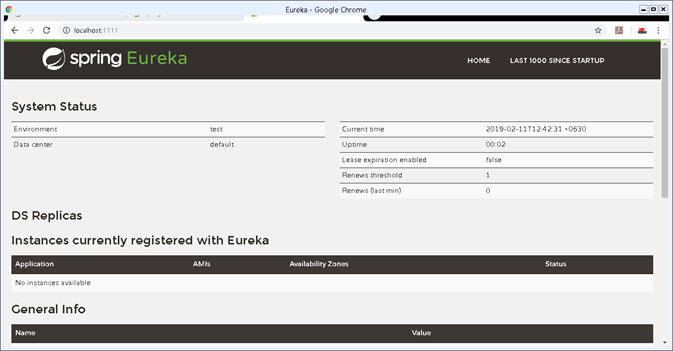 Eureka - Google Chrome
localhost:1111
spring Eureka
HOME LAST 1000 SINCE STARTUP
System Status
Environment test
Data center default
Current time 2019-02-11T12:42:31 +0530
Uptime 00:02
Lease expiration enabled false
Renews threshold 1
Renews (last min) 0
DS Replicas
Instances currently registered with Eureka
Application AMIs Availability Zones Status
No instances available
General Info
Name Value